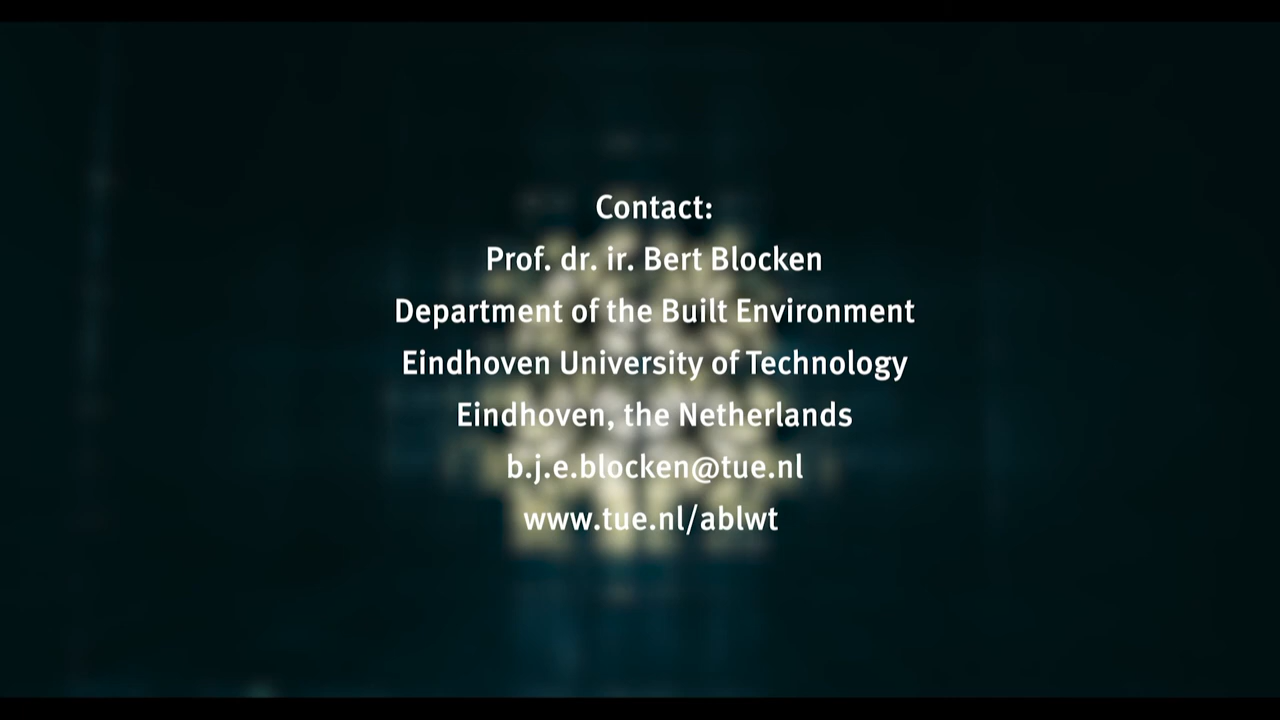 Contact:
Prof. dr. ir. Bert Blocken
Department of the Built Environment
Eindhoven University of Technology
Eindhoven, the Netherlands
b.j.e.blocken@tue.nl
www.tue.nl/ablwt